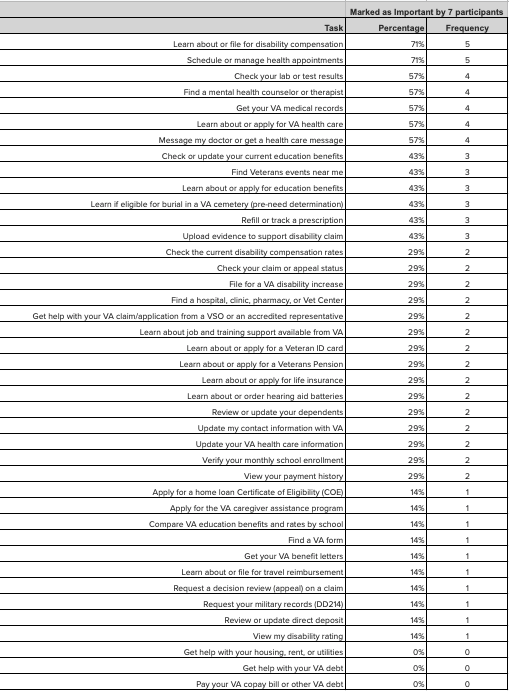 Marked as Important by 7 participants
Task Percentage Frequency
Learn about or file for disability compensation 71% 5
Schedule or manage health appointments 71% 5
Check your lab or test results 57% 4
Find a mental health counselor or therapist 57% 4
Get your VA medical records 57% 4
Learn about or apply for VA health care 57% 4
Message my doctor or get a health care message 57% 4
Check or update your current education benefits 43% 3
Find Veterans events near me 43% 3
Learn about or apply for education benefits 43% 3
Learn if eligible for burial in a VA cemetery (pre-need determination) 43% 3
Refill or track a prescription 43% 3
Upload evidence to support disability claim 43% 3
Check the current disability compensation rates 29% 2
Check your claim or appeal status 29% 2
File for a VA disability increase 29% 2
Find a hospital, clinic, pharmacy, or Vet Center 29% 2
Get help with your VA claim/application from a VSO or an accredited representative 29% 2
Learn about job and training support available from VA 29% 2
Learn about or apply for a Veteran ID card 29% 2
Learn about or apply for a Veterans Pension 29% 2
Learn about or apply for life insurance 29% 2
Learn about or order hearing aid batteries 29% 2
Review or update your dependents 29% 2
Update my contact information with VA 29% 2
Update your VA health care information 29% 2
Verify your monthly school enrollment 29% 2
View your payment history 29% 2
Apply for a home loan Certificate of Eligibility (COE) 14% 1
Apply for the VA caregiver assistance program 14% 1
Compare VA education benefits and rates by school 14% 1
Find a VA form 14% 1
Get your VA benefit letters 14% 1
Learn about or file for travel reimbursement 14% 1
Request a decision review (appeal) on a claim 14% 1
Request your military records (DD214) 14% 1
Review or update direct deposit 14% 1
View my disability rating 14% 1
Get help with your housing, rent, or utilities 0% 0
Get help with your VA debt 0% 0
Pay your VA copay bill or other VA debt 0% 0